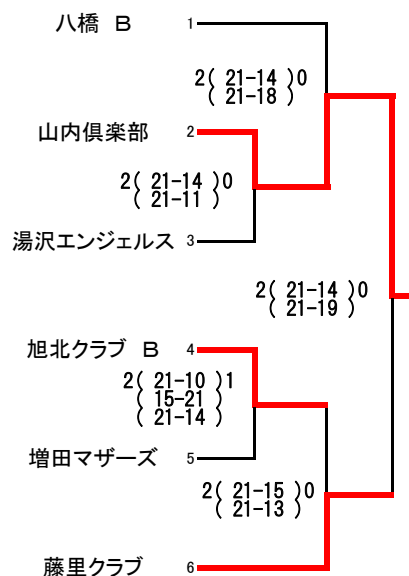 八橋 B 1
2( 21-14 )0
( 21-18 )
山内倶楽部 2
2( 21-14 )0
( 21-11 )
湯沢エンジェルス 3
2( 21-14 )0
( 21-19 )
旭北クラブ B 4
2( 21-10 )1
( 15-21 )
( 21-14 )
増田マザーズ 5
2( 21-15 )0
( 21-13 )
藤里クラブ 6